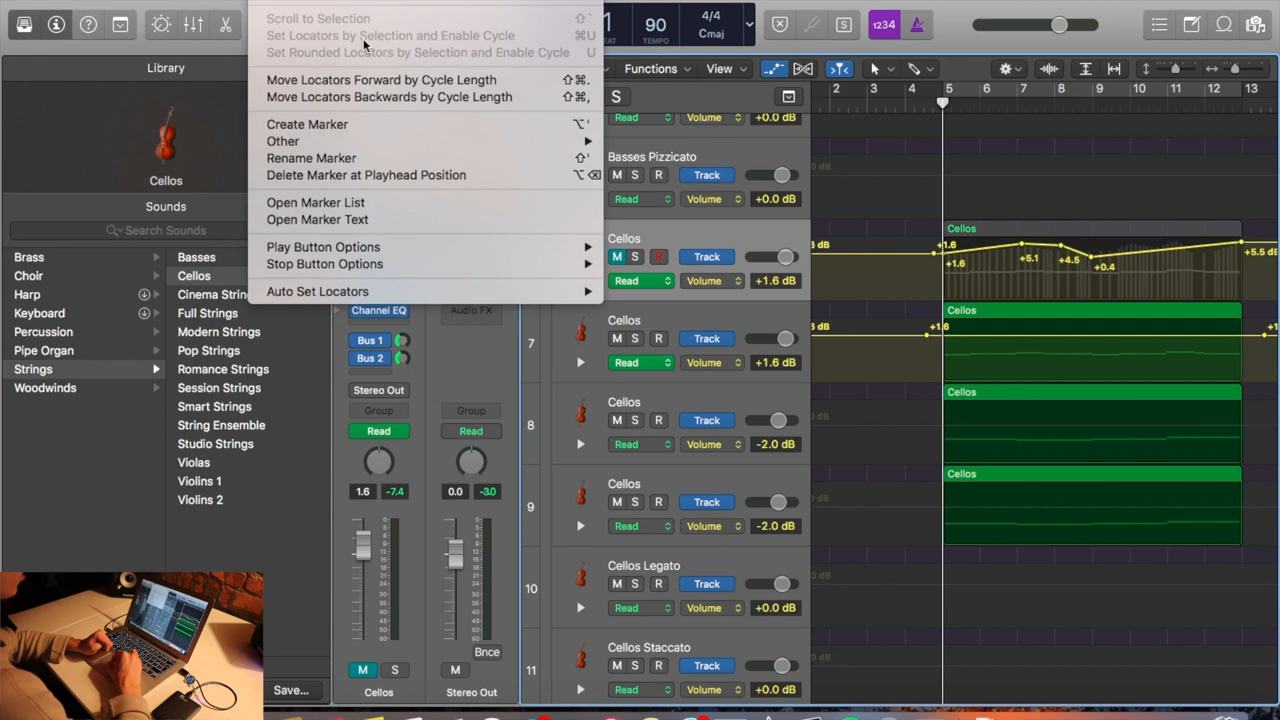 Scroll to Selection ⇧`
Set Locators by Selection and Enable Cycle ⌘U
Set Rounded Locators by Selection and Enable Cycle U
Move Locators Forward by Cycle Length ⇧⌘.
Move Locators Backwards by Cycle Length ⇧⌘,
Create Marker ⌥'
Other
Rename Marker ⇧'
Delete Marker at Playhead Position ⌥⌫
Open Marker List
Open Marker Text
Play Button Options
Stop Button Options
Auto Set Locators
1 90 4/4
BEAT TEMPO Cmaj
S 1234
Functions View
S
2 3 4 5 6 7 8 9 10 11 12 13
Library
Cellos
Sounds
Search Sounds
Brass
Choir
Harp
Keyboard
Percussion
Pipe Organ
Strings
Woodwinds
Basses
Cellos
Cinema Strin
Full Strings
Modern Strings
Pop Strings
Romance Strings
Session Strings
Smart Strings
String Ensemble
Studio Strings
Violas
Violins 1
Violins 2
Save...
Channel EQ Audio FX
Bus 1
Bus 2
Stereo Out
Group Group
Read Read
1.6 -7.4 0.0 -3.0
Bnce
M S M
Cellos Stereo Out
Read Volume +0.0 dB
Basses Pizzicato
M S R Track
Read Volume +0.0 dB
Cellos
M S R Track
Read Volume +1.6 dB
7
Cellos
M S R Track
Read Volume +1.6 dB
8
Cellos
M S R Track
Read Volume -2.0 dB
9
Cellos
M S R Track
Read Volume -2.0 dB
10
Cellos Legato
M S R Track
Read Volume +0.0 dB
11
Cellos Staccato
M S R Track
Read Volume +0.0 dB
Cellos
+1.6
+1.6
+5.1
+4.5
+0.4
+5.5 dB
Cellos
+1.6
Cellos
Cellos